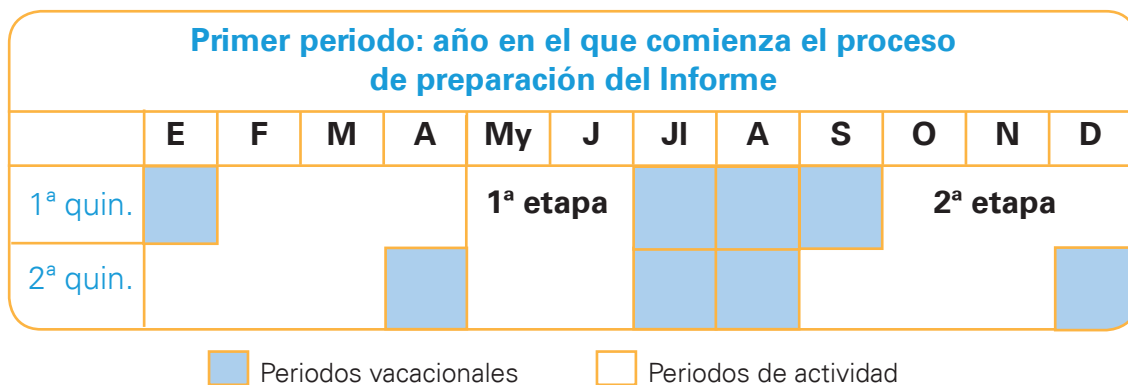 Primer periodo: año en el que comienza el proceso
de preparación del Informe
E F M A My J Jl A S O N D
1ª quin. 1ª etapa 2ª etapa
2ª quin.
Periodos vacacionales Periodos de actividad